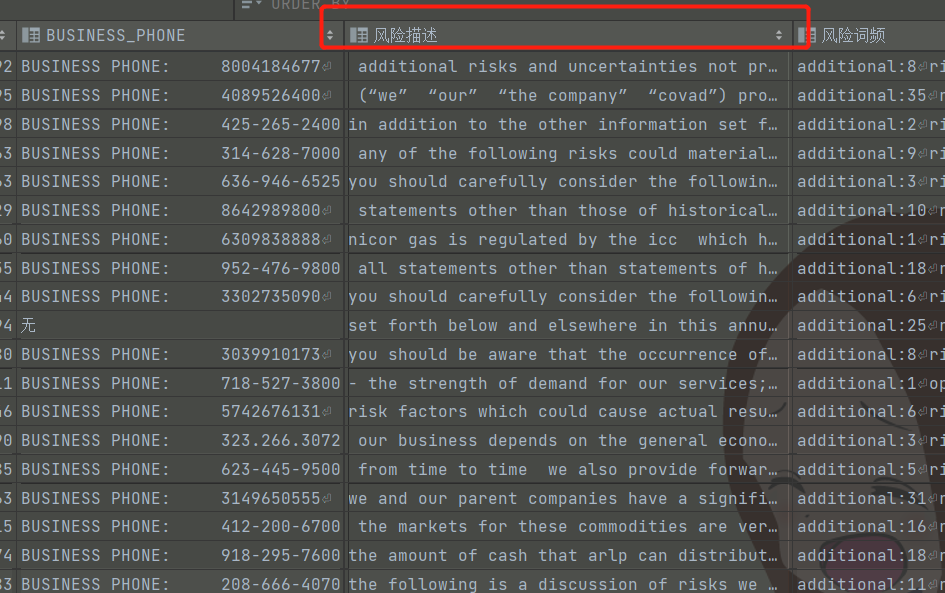 ORDER BY
BUSINESS_PHONE 风险描述 风险词频
92 BUSINESS PHONE: 8004184677 additional risks and uncertainties not pr… additional:8 ri
95 BUSINESS PHONE: 4089526400 (“we” “our” “the company” “covad”) pro… additional:35 r
98 BUSINESS PHONE: 425-265-2400 in addition to the other information set f… additional:2 ri
63 BUSINESS PHONE: 314-628-7000 any of the following risks could material… additional:9 ri
63 BUSINESS PHONE: 636-946-6525 you should carefully consider the followin… additional:3 ri
29 BUSINESS PHONE: 8642989800 statements other than those of historical… additional:10 r
60 BUSINESS PHONE: 6309838888 nicor gas is regulated by the icc which h… additional:1 ri
55 BUSINESS PHONE: 952-476-9800 all statements other than statements of h… additional:18 r
44 BUSINESS PHONE: 3302735090 you should carefully consider the followin… additional:6 ri
94 无 set forth below and elsewhere in this annu… additional:25 r
80 BUSINESS PHONE: 3039910173 you should be aware that the occurrence of… additional:8 ri
11 BUSINESS PHONE: 718-527-3800 - the strength of demand for our services;… additional:1 op
46 BUSINESS PHONE: 5742676131 risk factors which could cause actual resu… additional:6 ri
90 BUSINESS PHONE: 323.266.3072 our business depends on the general econo… additional:3 ri
85 BUSINESS PHONE: 623-445-9500 from time to time we also provide forwar… additional:5 ri
63 BUSINESS PHONE: 3149650555 we and our parent companies have a signifi… additional:31 r
15 BUSINESS PHONE: 412-200-6700 the markets for these commodities are ver… additional:16 r
74 BUSINESS PHONE: 918-295-7600 the amount of cash that arlp can distribut… additional:18 r
83 BUSINESS PHONE: 208-666-4070 the following is a discussion of risks we … additional:11 r